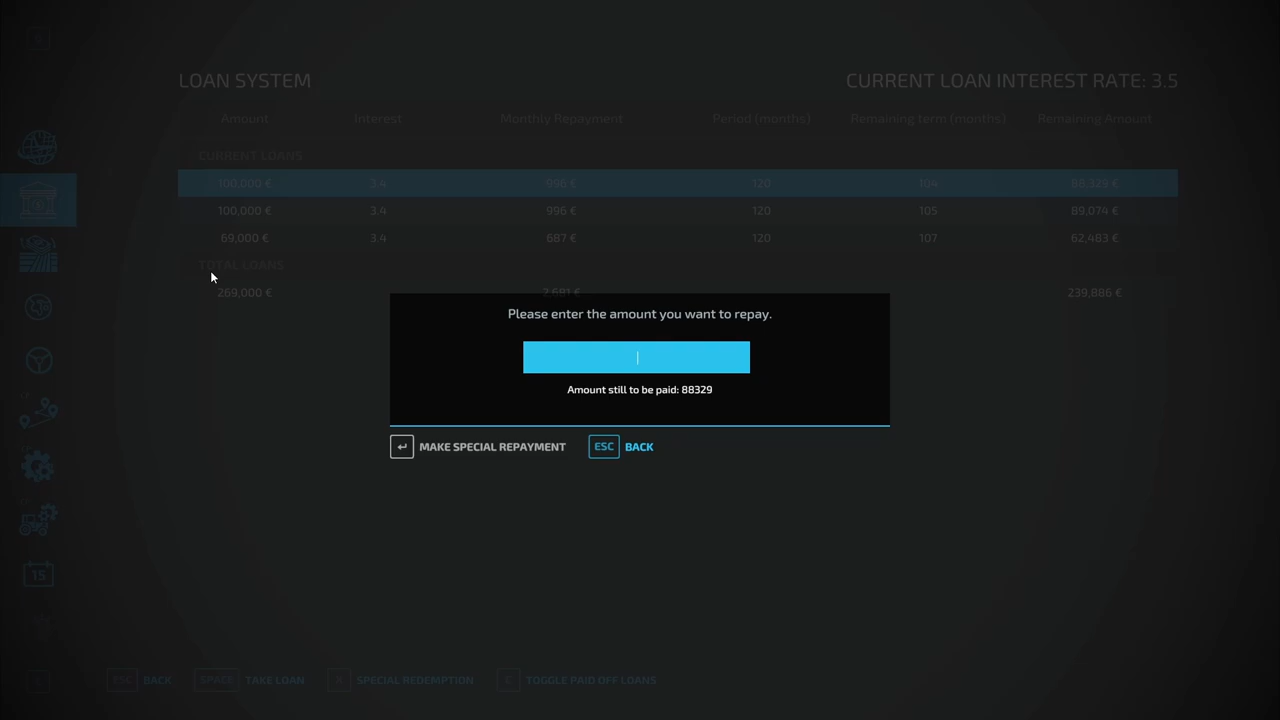 LOAN SYSTEM CURRENT LOAN INTEREST RATE: 3.5
Amount Interest Monthly Repayment Period (months) Remaining term (months) Remaining Amount
CURRENT LOANS
100,000 € 3.4 996 € 120 104 88,329 €
100,000 € 3.4 996 € 120 105 89,074 €
69,000 € 3.4 687 € 120 107 62,483 €
TOTAL LOANS
269,000 € 2,681 € 239,886 €
Please enter the amount you want to repay.
Amount still to be paid: 88329
↵ MAKE SPECIAL REPAYMENT ESC BACK
15
ESC BACK SPACE TAKE LOAN X SPECIAL REDEMPTION TOGGLE PAID OFF LOANS